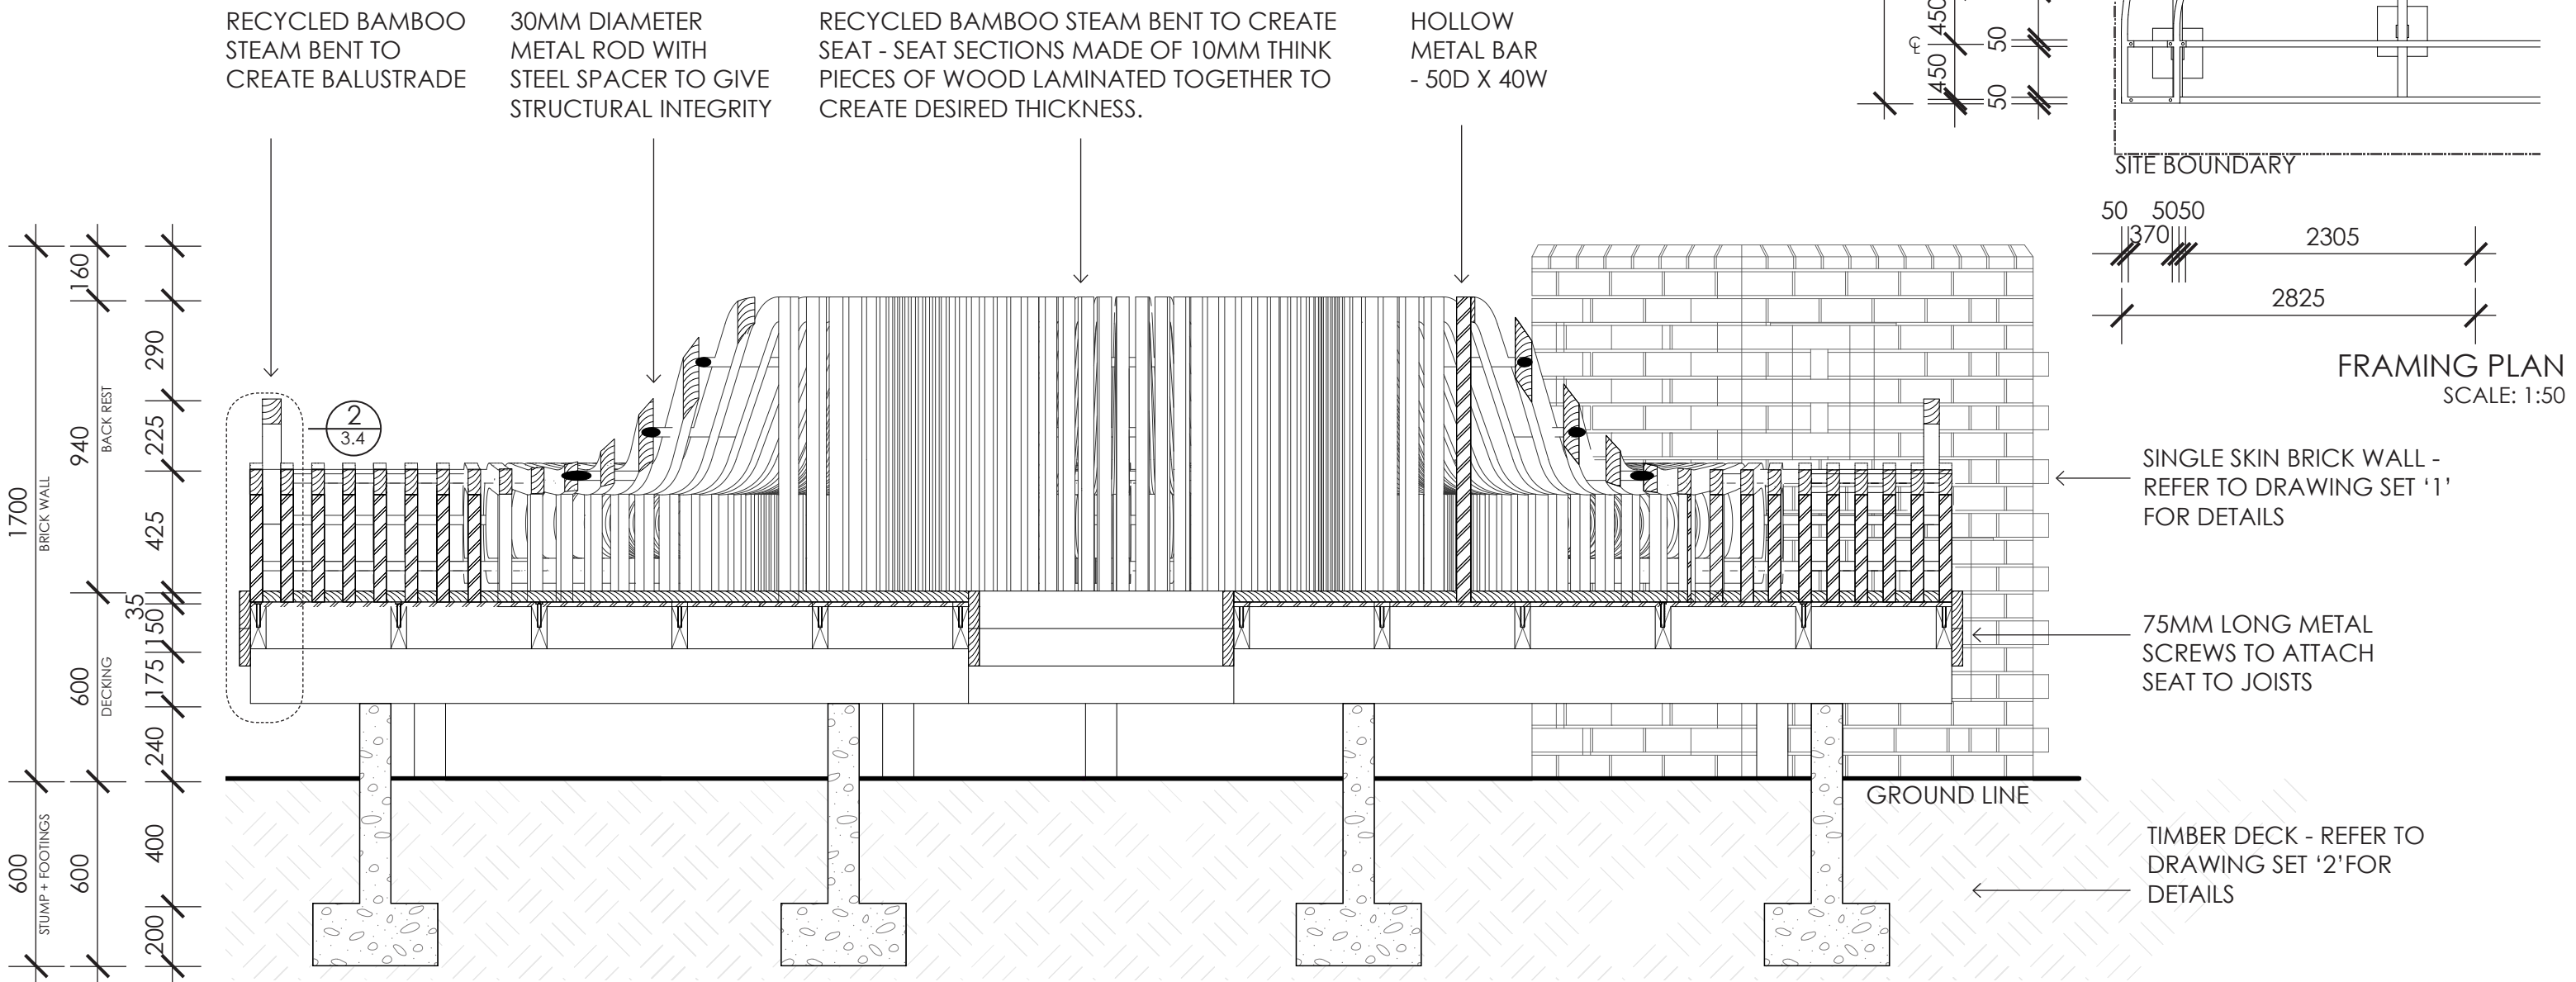 RECYCLED BAMBOO
STEAM BENT TO
CREATE BALUSTRADE
30MM DIAMETER
METAL ROD WITH
STEEL SPACER TO GIVE
STRUCTURAL INTEGRITY
RECYCLED BAMBOO STEAM BENT TO CREATE
SEAT - SEAT SECTIONS MADE OF 10MM THINK
PIECES OF WOOD LAMINATED TOGETHER TO
CREATE DESIRED THICKNESS.
HOLLOW
METAL BAR
- 50D X 40W
450
450
50
50
℄
SITE BOUNDARY
50
370
5050
2305
2825
FRAMING PLAN
SCALE: 1:50
1700
BRICK WALL
600
STUMP + FOOTINGS
160
940
BACK REST
600
DECKING
600
290
225
425
35
150
175
240
400
200
2
3.4
SINGLE SKIN BRICK WALL -
REFER TO DRAWING SET ‘1’
FOR DETAILS
75MM LONG METAL
SCREWS TO ATTACH
SEAT TO JOISTS
GROUND LINE
TIMBER DECK - REFER TO
DRAWING SET ‘2’FOR
DETAILS